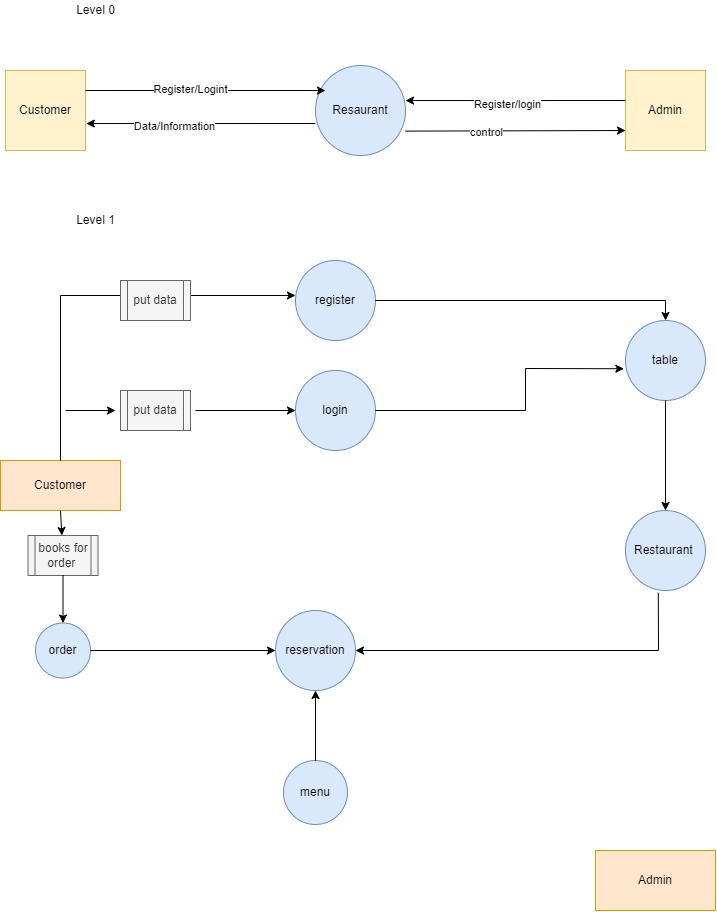 Level 0
Customer
Register/Logint
Data/Information
Resaurant
Register/login
control
Admin
Level 1
put data
register
table
put data
login
Customer
books for
order
Restaurant
order
reservation
menu
Admin